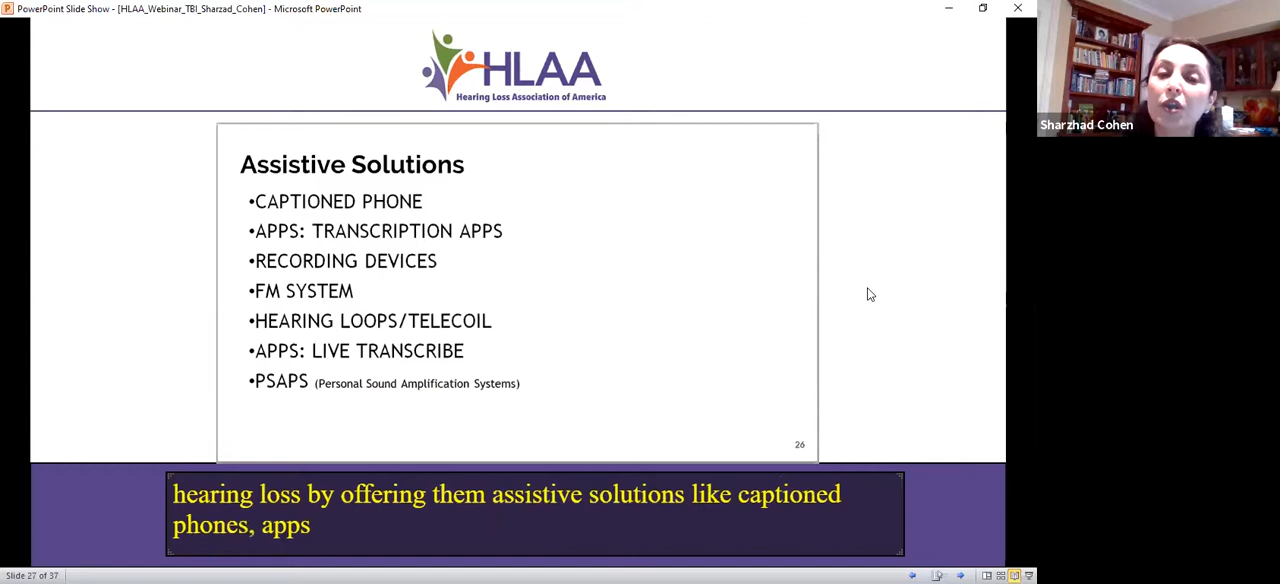 PowerPoint Slide Show - [HLAA_Webinar_TBI_Sharzad_Cohen] - Microsoft PowerPoint
HLAA
Hearing Loss Association of America
Sharzhad Cohen
Assistive Solutions
•CAPTIONED PHONE
•APPS: TRANSCRIPTION APPS
•RECORDING DEVICES
•FM SYSTEM
•HEARING LOOPS/TELECOIL
•APPS: LIVE TRANSCRIBE
•PSAPS (Personal Sound Amplification Systems)
26
hearing loss by offering them assistive solutions like captioned
phones, apps
Slide 27 of 37